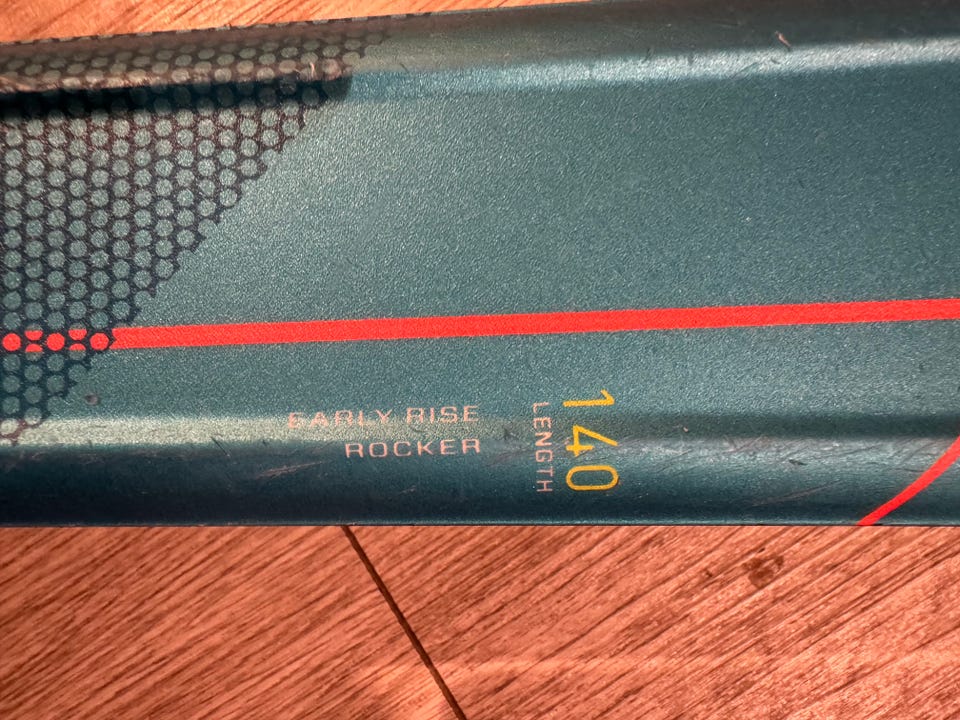 EARLY RISE
ROCKER
140
LENGTH